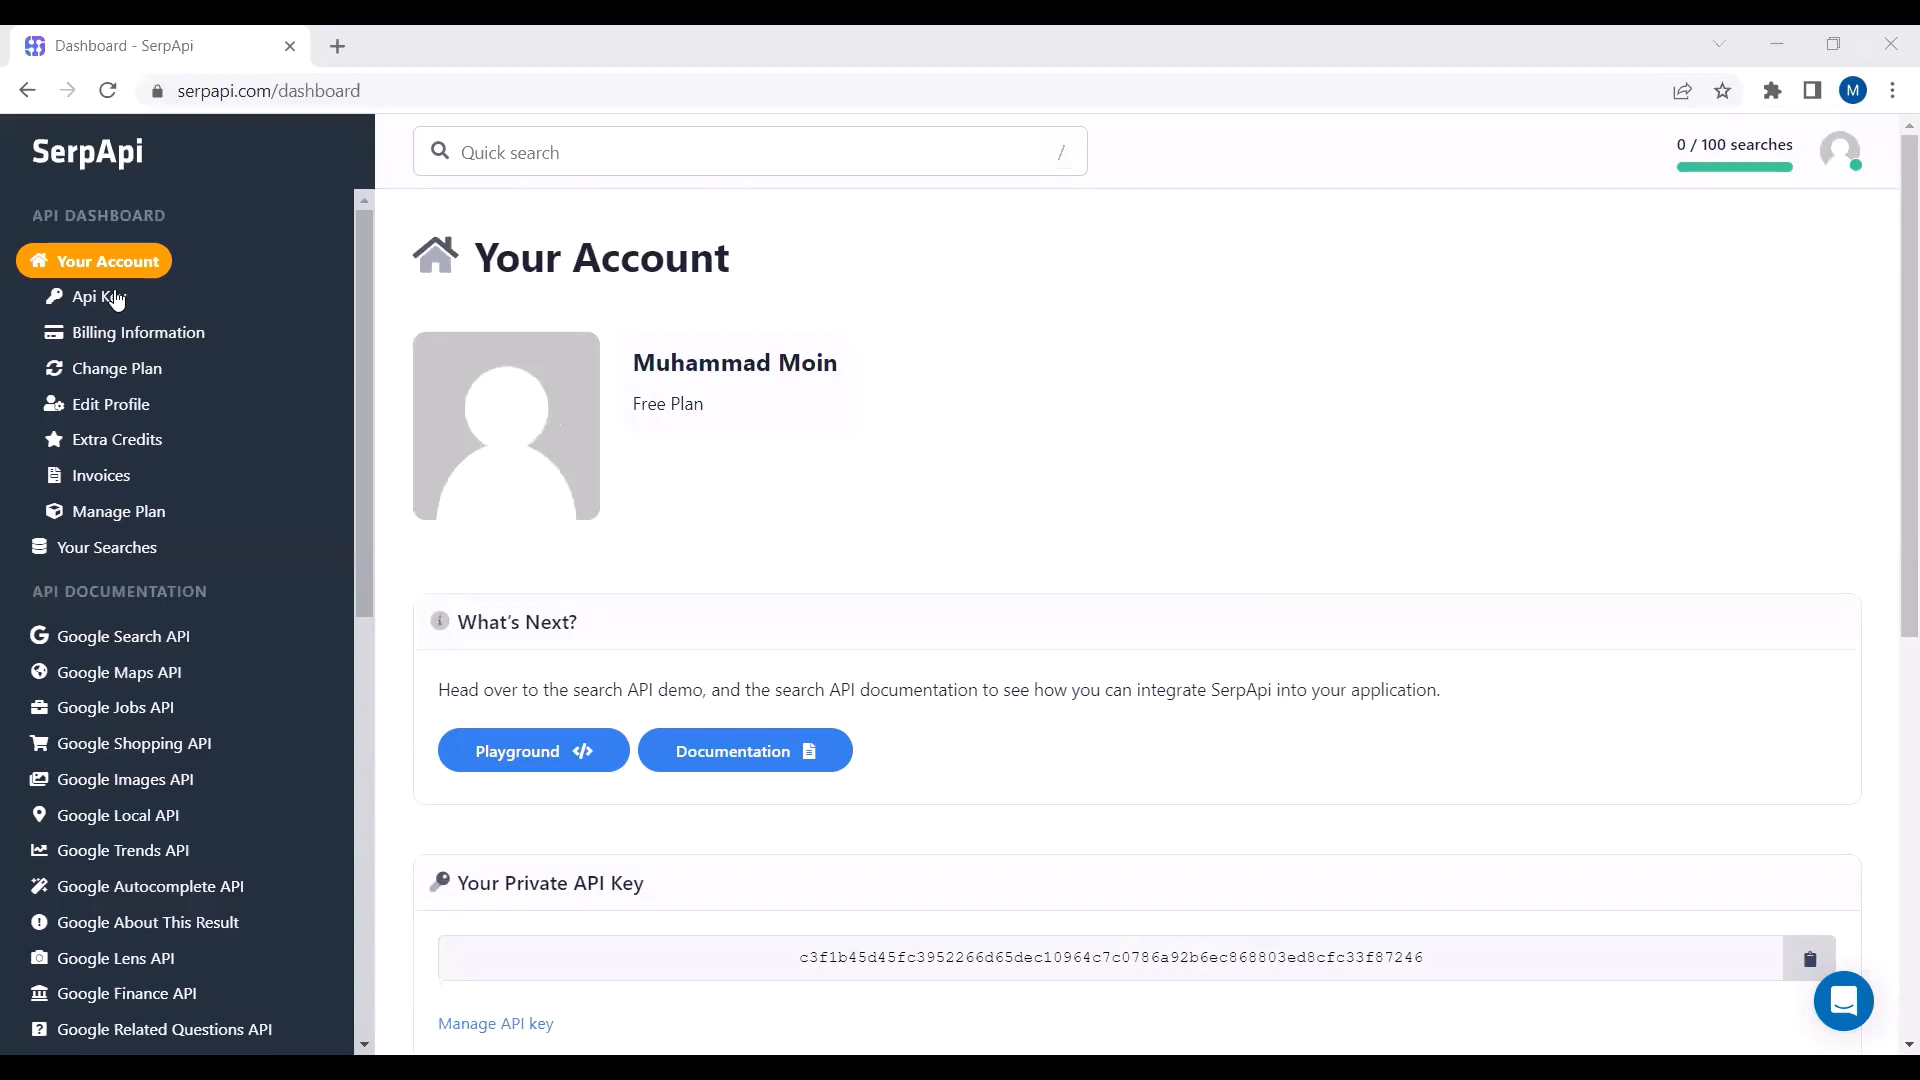 Dashboard - SerpApi
serpapi.com/dashboard
M
SerpApi
Quick search
/
0 / 100 searches
API DASHBOARD
Your Account
Api Key
Billing Information
Change Plan
Edit Profile
Extra Credits
Invoices
Manage Plan
Your Searches
API DOCUMENTATION
Google Search API
Google Maps API
Google Jobs API
Google Shopping API
Google Images API
Google Local API
Google Trends API
Google Autocomplete API
Google About This Result
Google Lens API
Google Finance API
Google Related Questions API
Your Account
Muhammad Moin
Free Plan
What's Next?
Head over to the search API demo, and the search API documentation to see how you can integrate SerpApi into your application.
Playground </>
Documentation
Your Private API Key
c3f1b45d45fc3952266d65dec10964c7c0786a92b6ec868803ed8cfc33f87246
Manage API key